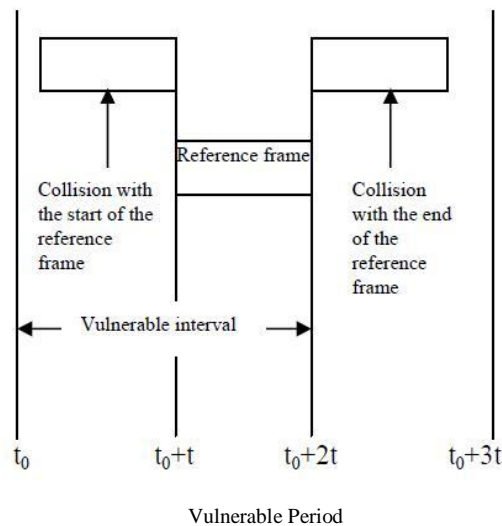 Reference frame
Collision with
the start of the
reference
frame
Collision
with the end
of the
reference
frame
Vulnerable interval
t₀ t₀+t t₀+2t t₀+3t
Vulnerable Period